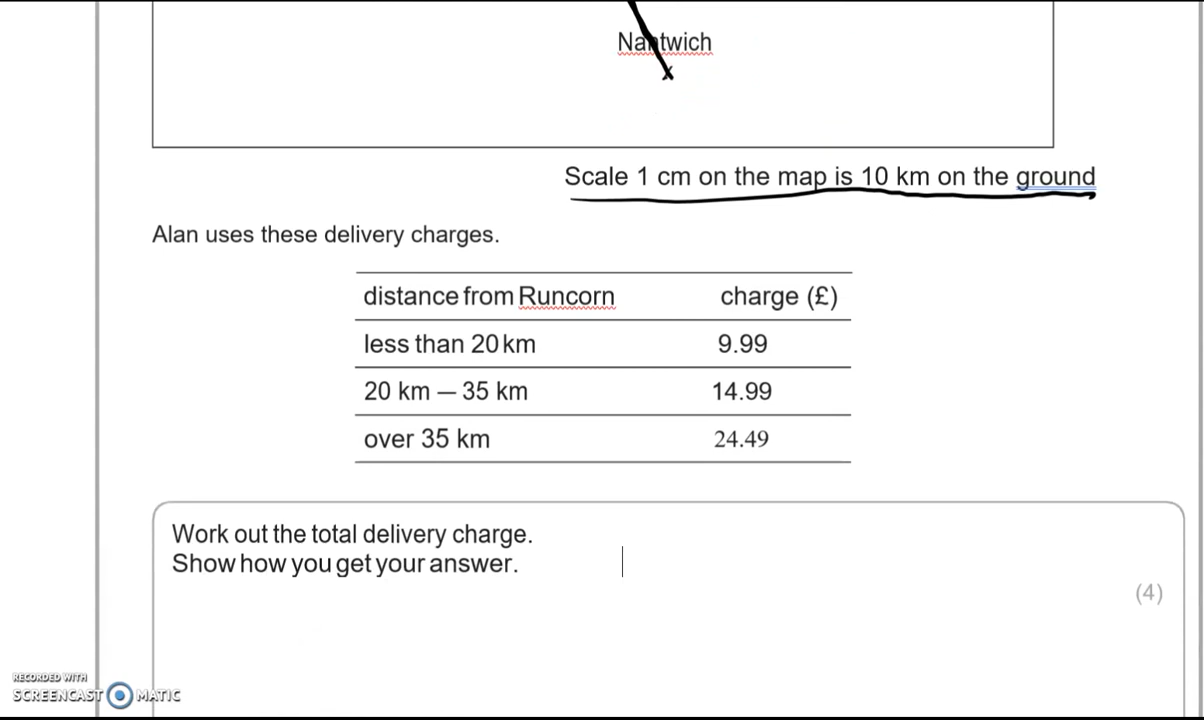 Nantwich
x
Scale 1 cm on the map is 10 km on the ground
Alan uses these delivery charges.
distance from Runcorn charge (£)
less than 20 km 9.99
20 km — 35 km 14.99
over 35 km 24.49
Work out the total delivery charge.
Show how you get your answer.
(4)
RECORDED WITH
SCREENCAST MATIC